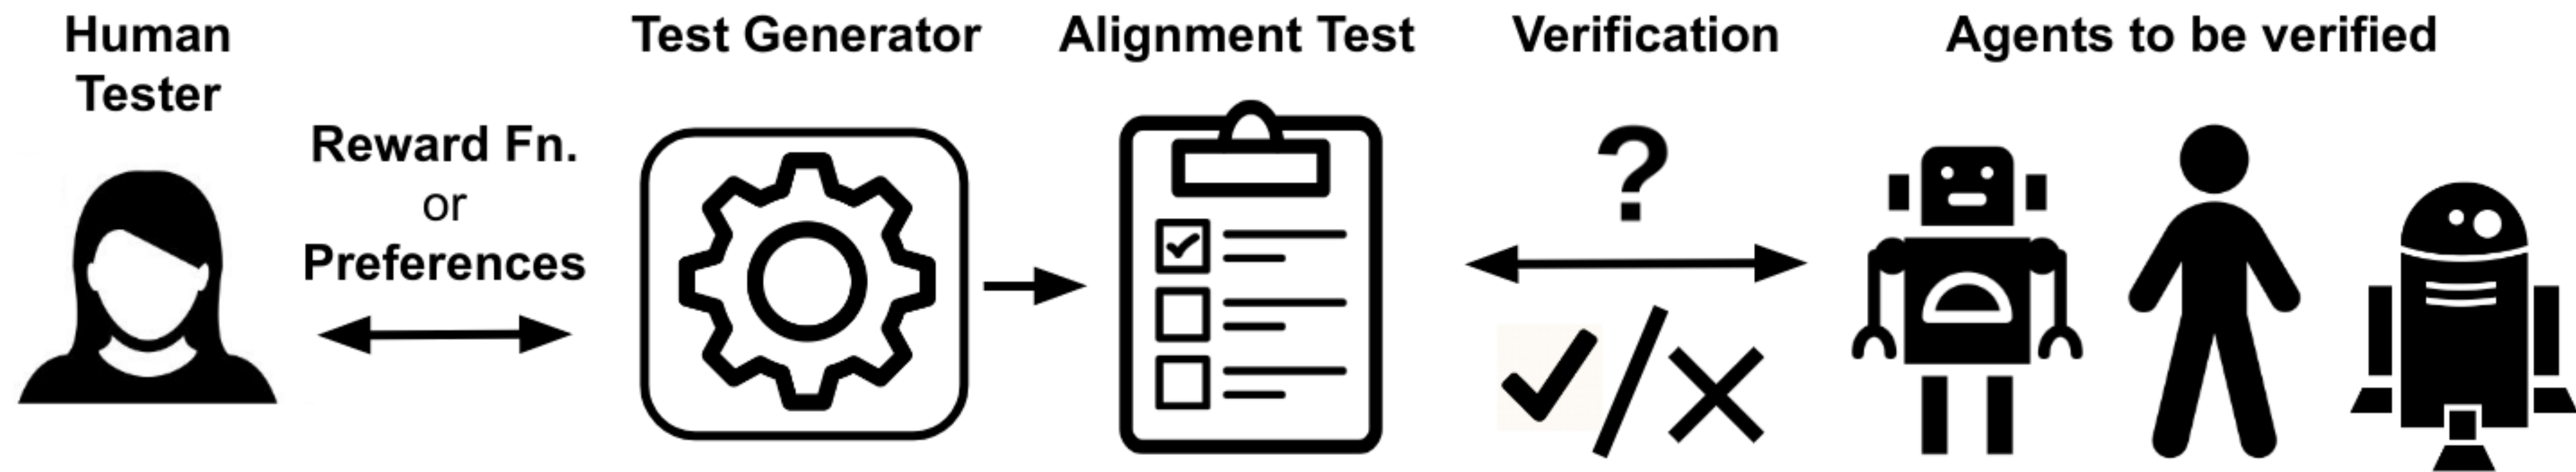 Human
Tester
Reward Fn.
or
Preferences
Test Generator
Alignment Test
Verification
?
Agents to be verified